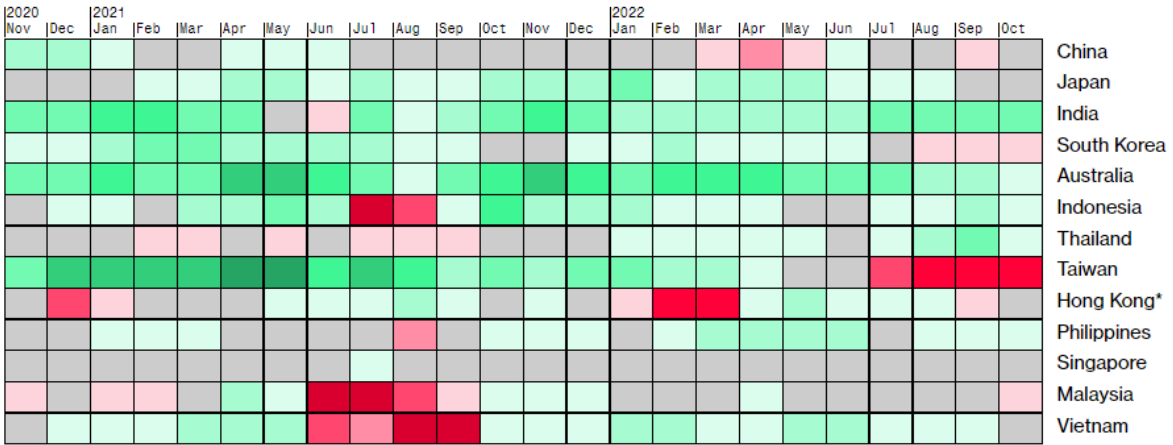 2020 2021 2022
Nov Dec Jan Feb Mar Apr May Jun Jul Aug Sep Oct Nov Dec Jan Feb Mar Apr May Jun Jul Aug Sep Oct
China
Japan
India
South Korea
Australia
Indonesia
Thailand
Taiwan
Hong Kong*
Philippines
Singapore
Malaysia
Vietnam